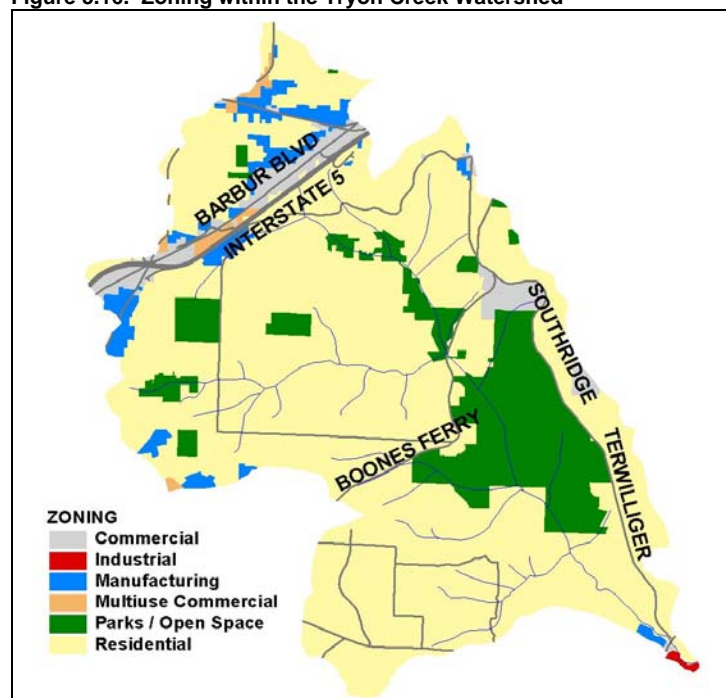 Figure 3.10. Zoning within the Tryon Creek Watershed
BARBUR BLVD
INTERSTATE 5
SOUTHRIDGE
BOONES FERRY
TERWILLIGER
ZONING
Commercial
Industrial
Manufacturing
Multiuse Commercial
Parks / Open Space
Residential